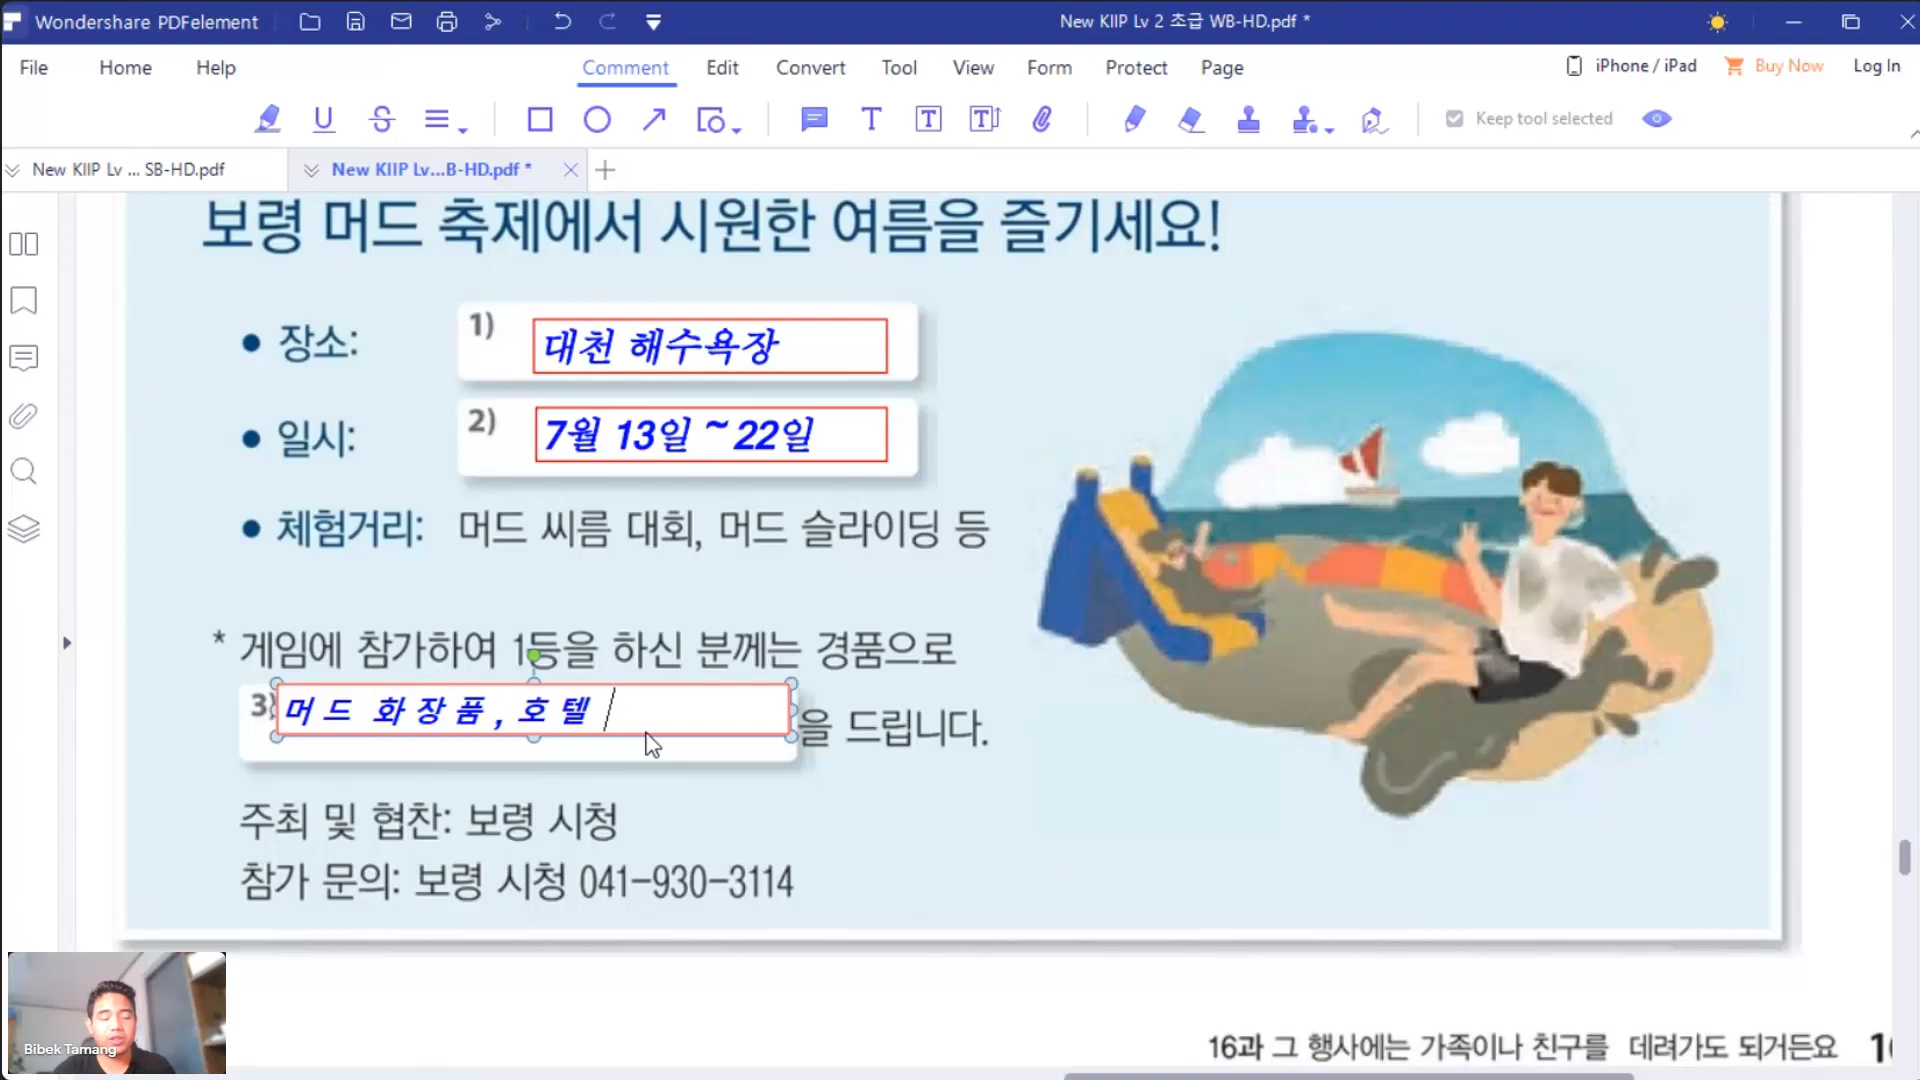 Wondershare PDFelement
New KIIP Lv 2 초급 WB-HD.pdf *
File Home Help Comment Edit Convert Tool View Form Protect Page iPhone / iPad Buy Now Log In
Keep tool selected
New KIIP Lv ... SB-HD.pdf New KIIP Lv...B-HD.pdf *
보령 머드 축제에서 시원한 여름을 즐기세요!
• 장소: 1) 대천 해수욕장
• 일시: 2) 7월 13일 ~ 22일
• 체험거리: 머드 씨름 대회, 머드 슬라이딩 등
* 게임에 참가하여 1등을 하신 분께는 경품으로
3) 머드 화장품, 호텔 을 드립니다.
주최 및 협찬: 보령 시청
참가 문의: 보령 시청 041-930-3114
Bibek Tamang
16과 그 행사에는 가족이나 친구를 데려가도 되거든요